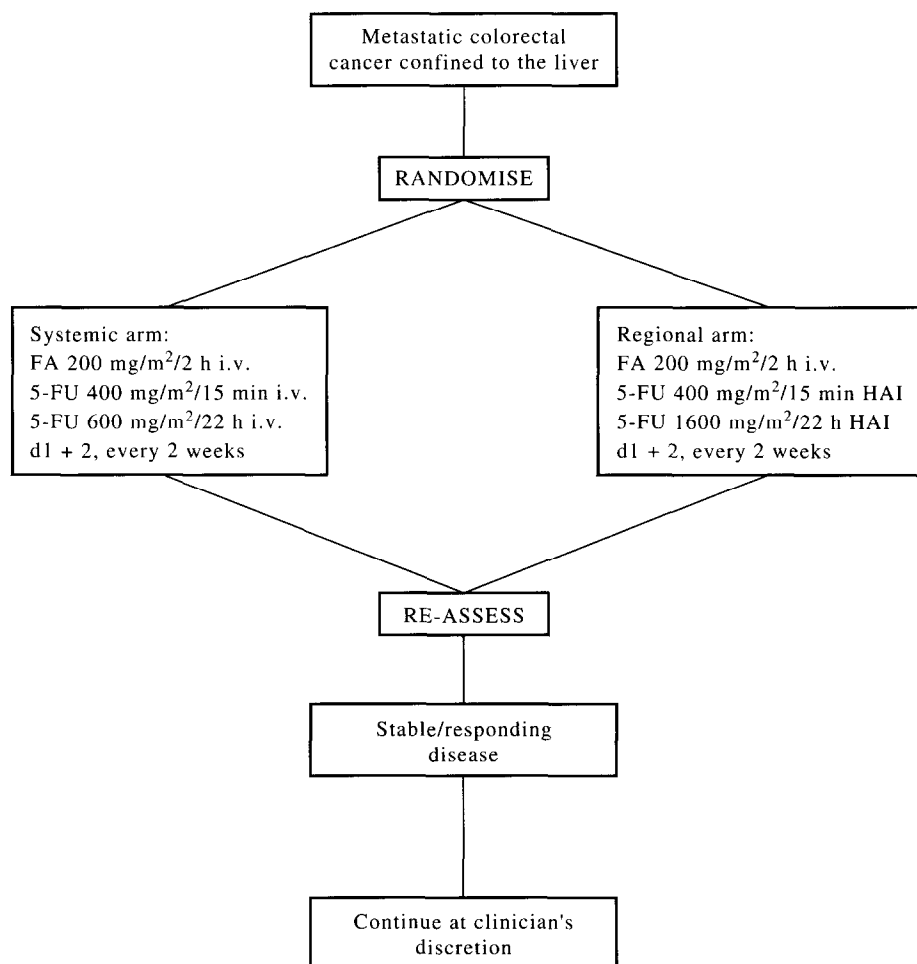 Metastatic colorectal
cancer confined to the liver
RANDOMISE
Systemic arm:
FA 200 mg/m²/2 h i.v.
5-FU 400 mg/m²/15 min i.v.
5-FU 600 mg/m²/22 h i.v.
d1 + 2, every 2 weeks
Regional arm:
FA 200 mg/m²/2 h i.v.
5-FU 400 mg/m²/15 min HAI
5-FU 1600 mg/m²/22 h HAI
d1 + 2, every 2 weeks
RE-ASSESS
Stable/responding
disease
Continue at clinician's
discretion